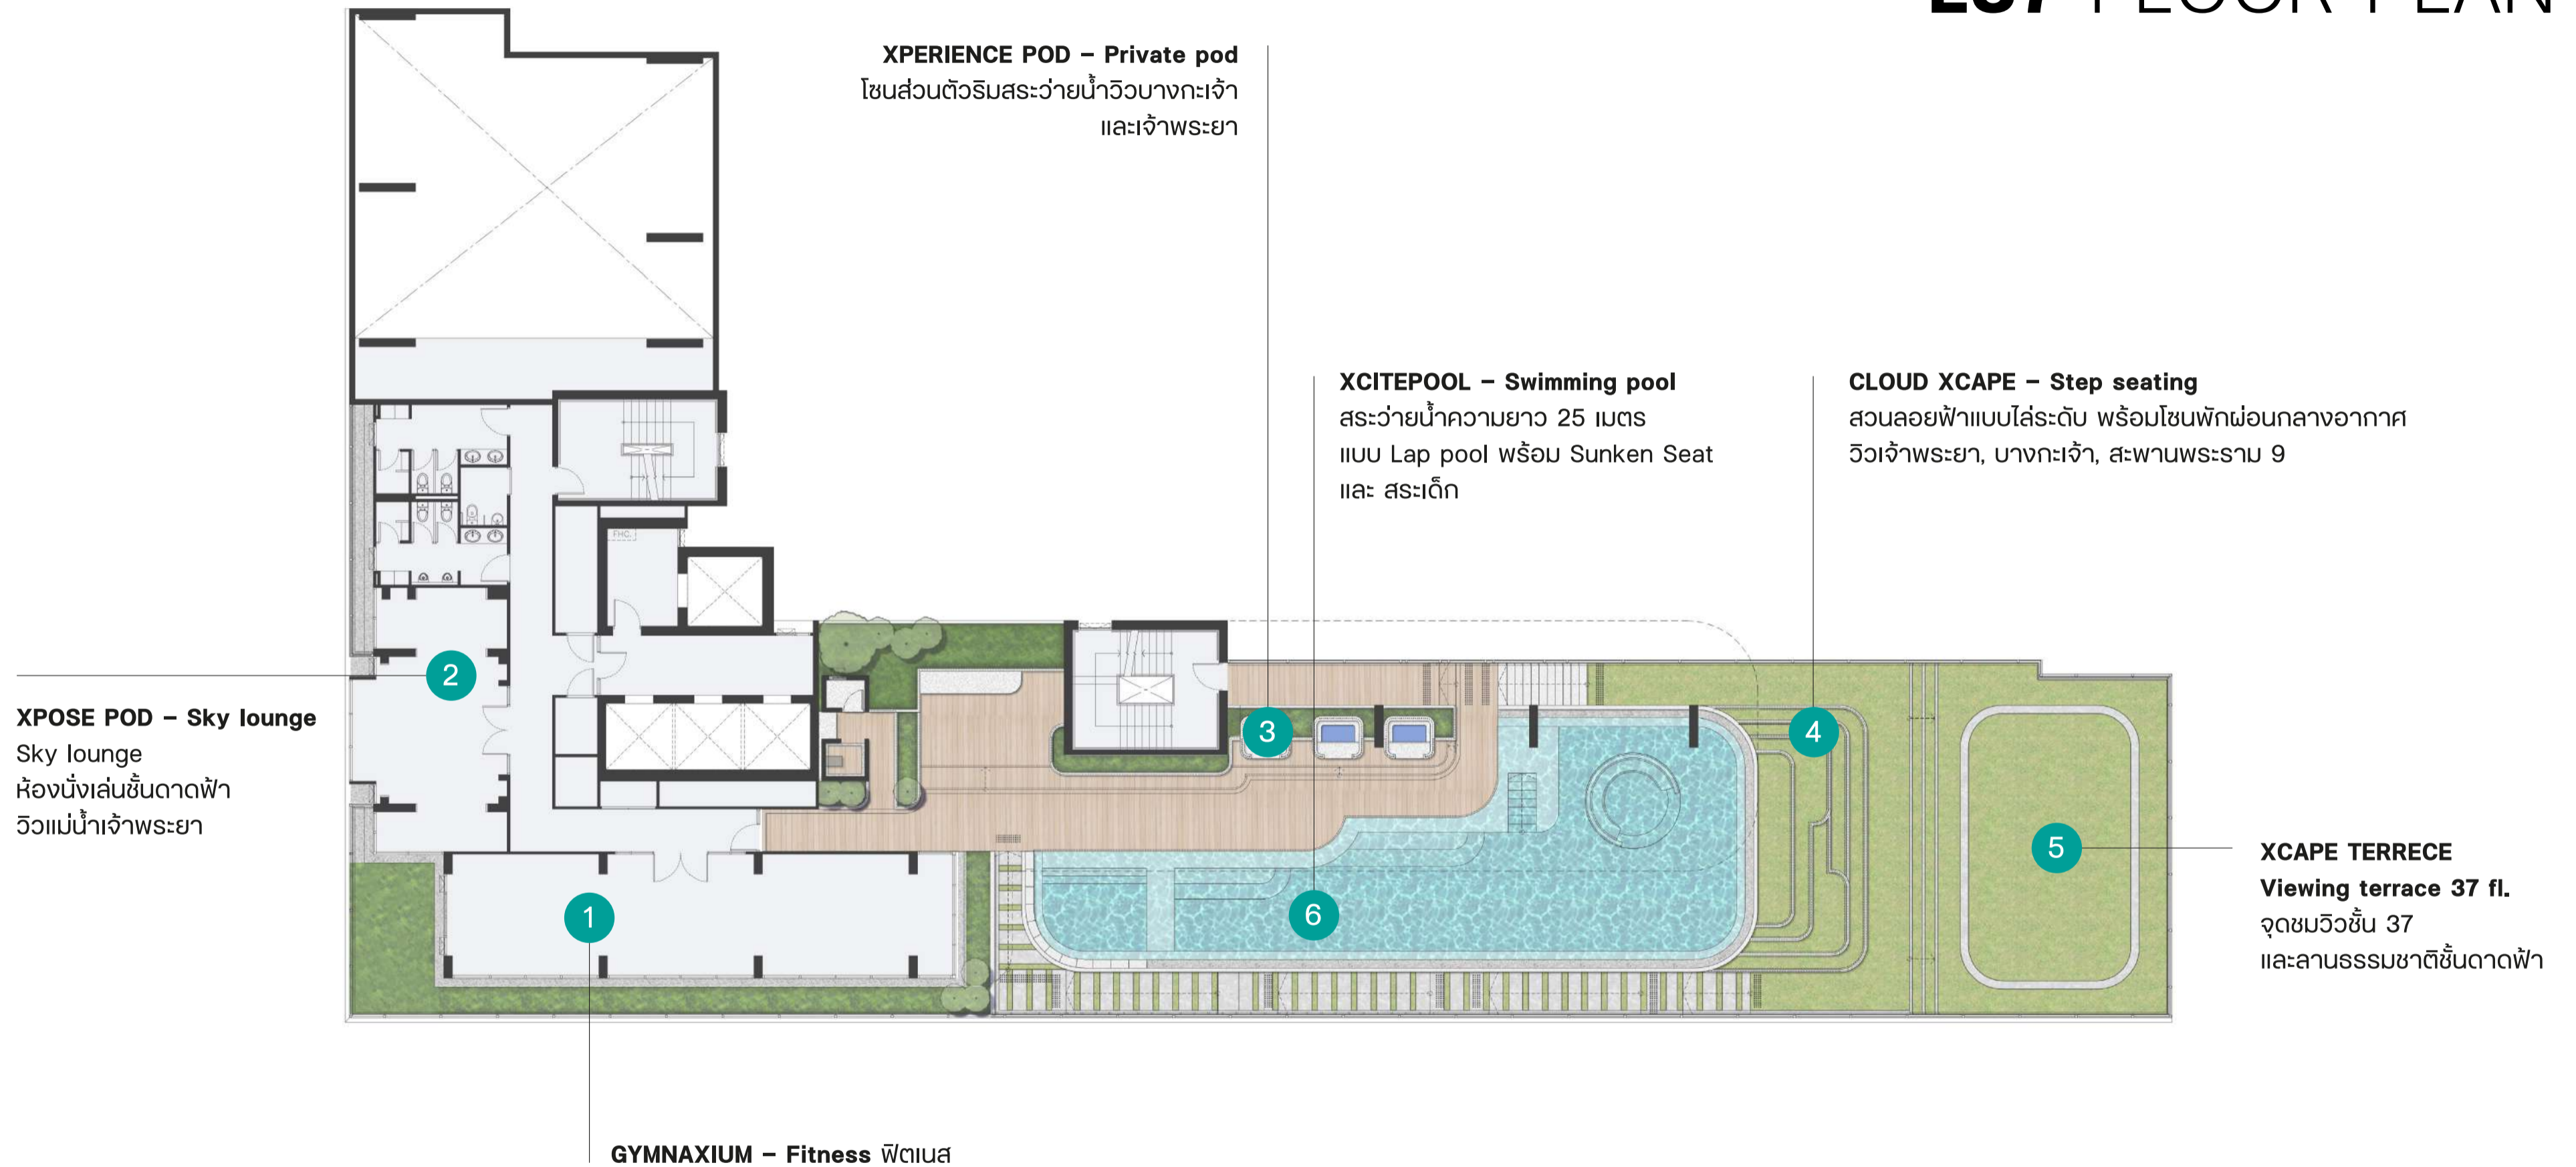 L37 FLOOR PLAN
XPERIENCE POD – Private pod
โซนส่วนตัวริมสระว่ายน้ำวิวบางกะเจ้า
และเจ้าพระยา
XCITEPOOL – Swimming pool
สระว่ายน้ำความยาว 25 เมตร
แบบ Lap pool พร้อม Sunken Seat
และ สระเด็ก
CLOUD XCAPE – Step seating
สวนลอยฟ้าแบบไล่ระดับ พร้อมโซนพักผ่อนกลางอากาศ
วิวเจ้าพระยา, บางกะเจ้า, สะพานพระราม 9
FHC.
2
XPOSE POD – Sky lounge
Sky lounge
ห้องนั่งเล่นชั้นดาดฟ้า
วิวแม่น้ำเจ้าพระยา
3
4
5
XCAPE TERRECE
Viewing terrace 37 fl.
จุดชมวิวชั้น 37
และลานธรรมชาติชั้นดาดฟ้า
1
6
GYMNAXIUM – Fitness ฟิตเนส